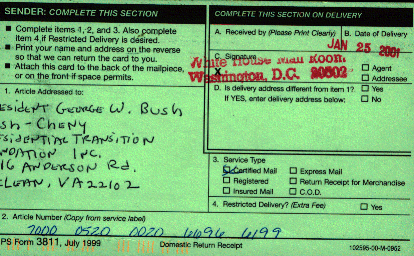 SENDER: COMPLETE THIS SECTION
■ Complete items 1, 2, and 3. Also complete
item 4 if Restricted Delivery is desired.
■ Print your name and address on the reverse
so that we can return the card to you.
■ Attach this card to the back of the mailpiece,
or on the front if space permits.
1. Article Addressed to:
ESIDENT GEORGE W. BUSH
SH-CHENY
ESIDENTIAL TRANSITION
NDATION INC.
16 ANDERSON Rd.
CLEAN, VA 22102
2. Article Number (Copy from service label)
7000 0520 0020 6696 6199
PS Form 3811, July 1999
Domestic Return Receipt
102595-00-M-0952
COMPLETE THIS SECTION ON DELIVERY
A. Received by (Please Print Clearly)
B. Date of Delivery
JAN 25 2001
C. Signature
White House Mail Room
X
Washington, D.C. 20502
Agent
Addressee
D. Is delivery address different from item 1?
Yes
If YES, enter delivery address below:
No
3. Service Type
Certified Mail
Express Mail
Registered
Return Receipt for Merchandise
Insured Mail
C.O.D.
4. Restricted Delivery? (Extra Fee)
Yes